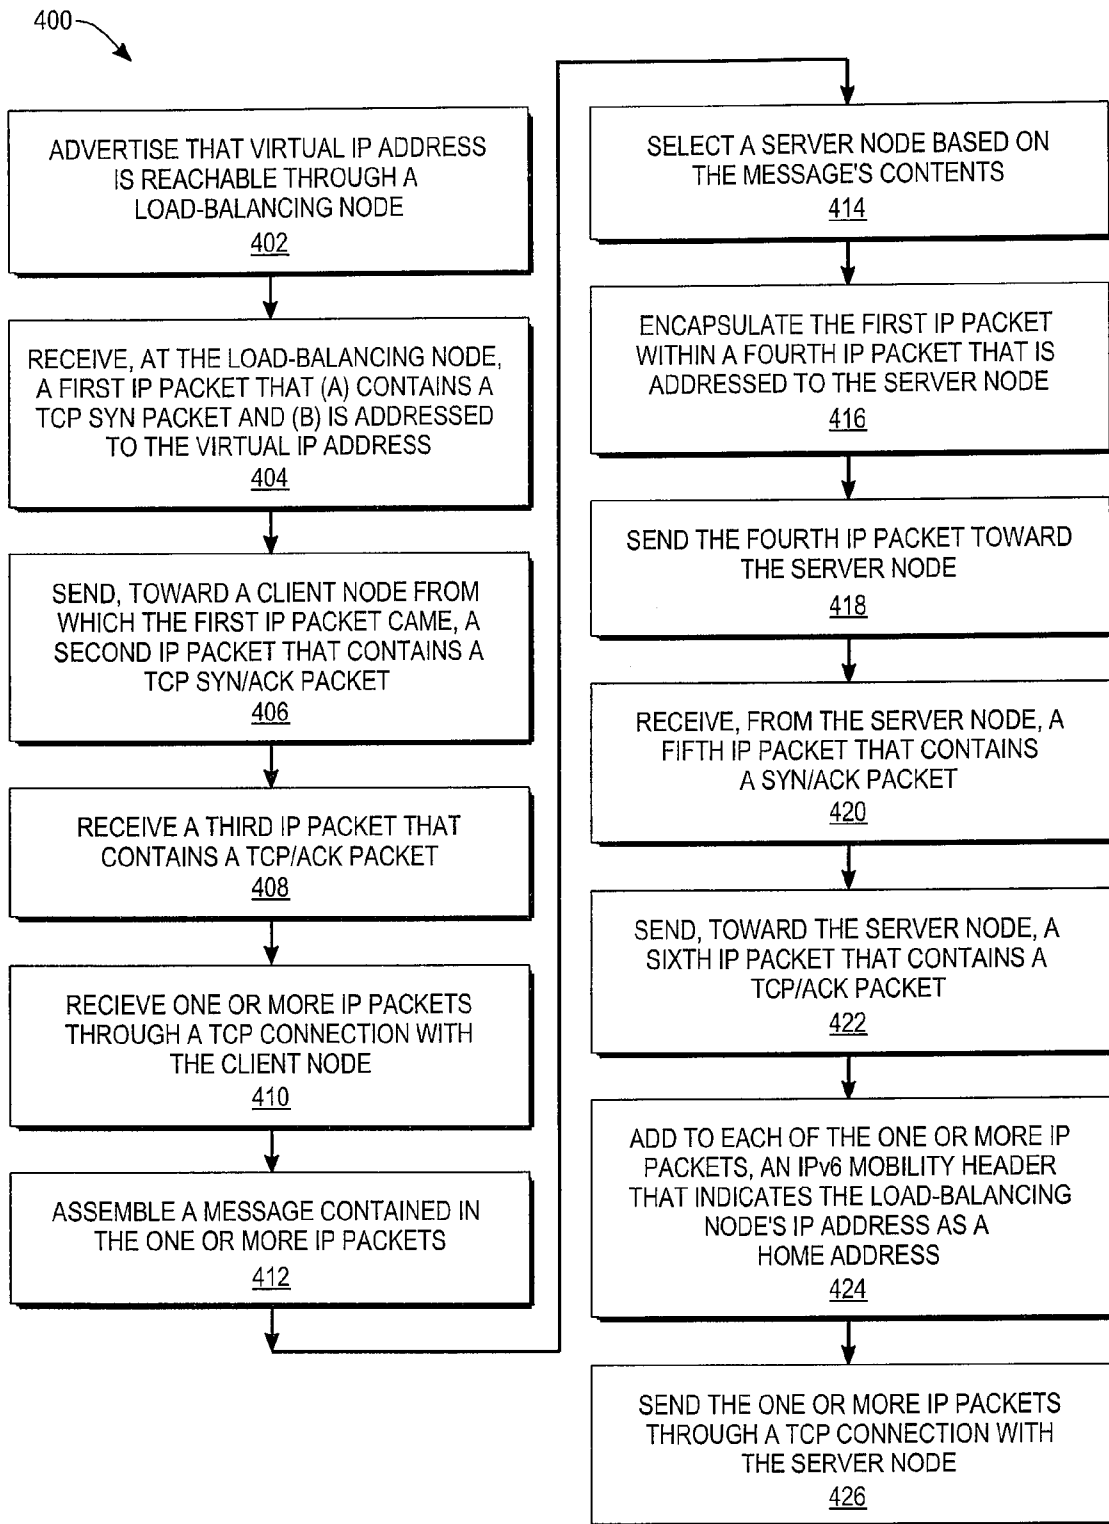 400
ADVERTISE THAT VIRTUAL IP ADDRESS
IS REACHABLE THROUGH A
LOAD-BALANCING NODE
402
RECEIVE, AT THE LOAD-BALANCING NODE,
A FIRST IP PACKET THAT (A) CONTAINS A
TCP SYN PACKET AND (B) IS ADDRESSED
TO THE VIRTUAL IP ADDRESS
404
SEND, TOWARD A CLIENT NODE FROM
WHICH THE FIRST IP PACKET CAME, A
SECOND IP PACKET THAT CONTAINS A
TCP SYN/ACK PACKET
406
RECEIVE A THIRD IP PACKET THAT
CONTAINS A TCP/ACK PACKET
408
RECIEVE ONE OR MORE IP PACKETS
THROUGH A TCP CONNECTION WITH
THE CLIENT NODE
410
ASSEMBLE A MESSAGE CONTAINED IN
THE ONE OR MORE IP PACKETS
412
SELECT A SERVER NODE BASED ON
THE MESSAGE'S CONTENTS
414
ENCAPSULATE THE FIRST IP PACKET
WITHIN A FOURTH IP PACKET THAT IS
ADDRESSED TO THE SERVER NODE
416
SEND THE FOURTH IP PACKET TOWARD
THE SERVER NODE
418
RECEIVE, FROM THE SERVER NODE, A
FIFTH IP PACKET THAT CONTAINS
A SYN/ACK PACKET
420
SEND, TOWARD THE SERVER NODE, A
SIXTH IP PACKET THAT CONTAINS A
TCP/ACK PACKET
422
ADD TO EACH OF THE ONE OR MORE IP
PACKETS, AN IPv6 MOBILITY HEADER
THAT INDICATES THE LOAD-BALANCING
NODE'S IP ADDRESS AS A
HOME ADDRESS
424
SEND THE ONE OR MORE IP PACKETS
THROUGH A TCP CONNECTION WITH
THE SERVER NODE
426